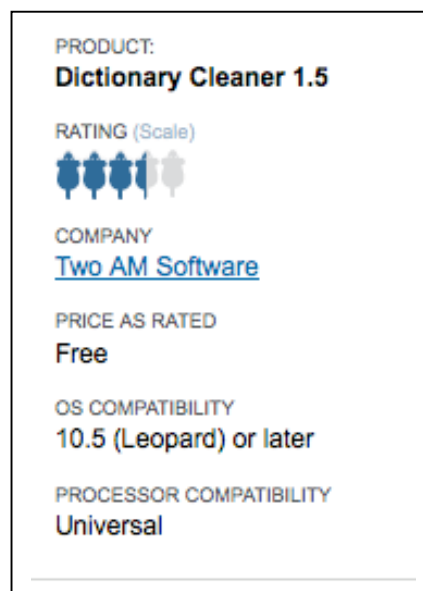 PRODUCT:
Dictionary Cleaner 1.5
RATING (Scale)
COMPANY
Two AM Software
PRICE AS RATED
Free
OS COMPATIBILITY
10.5 (Leopard) or later
PROCESSOR COMPATIBILITY
Universal